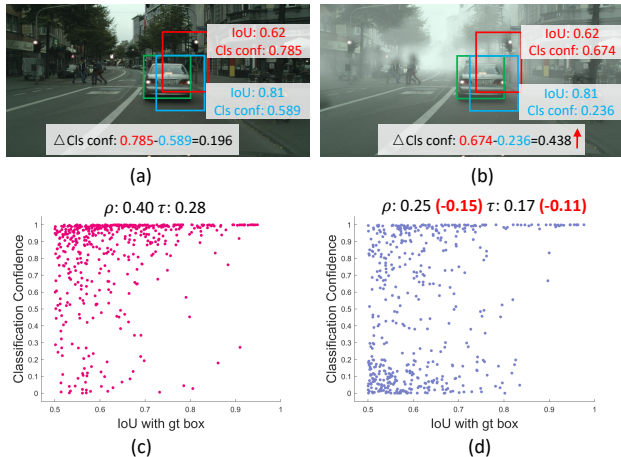 IoU: 0.62
Cls conf: 0.785
IoU: 0.81
Cls conf: 0.589
△Cls conf: 0.785-0.589=0.196
(a)
IoU: 0.62
Cls conf: 0.674
IoU: 0.81
Cls conf: 0.236
△Cls conf: 0.674-0.236=0.438
(b)
ρ: 0.40 τ: 0.28
Classification Confidence
1
0.9
0.8
0.7
0.6
0.5
0.4
0.3
0.2
0.1
0
0.5 0.6 0.7 0.8 0.9 1
IoU with gt box
(c)
ρ: 0.25 (-0.15) τ: 0.17 (-0.11)
Classification Confidence
1
0.9
0.8
0.7
0.6
0.5
0.4
0.3
0.2
0.1
0
0.5 0.6 0.7 0.8 0.9 1
IoU with gt box
(d)